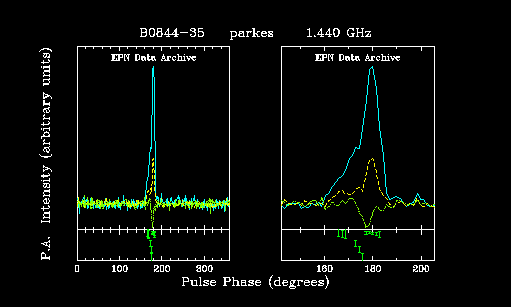 B0844-35 parkes 1.440 GHz
EPN Data Archive EPN Data Archive
P.A. Intensity (arbitrary units)
0 100 200 300 160 180 200
Pulse Phase (degrees)